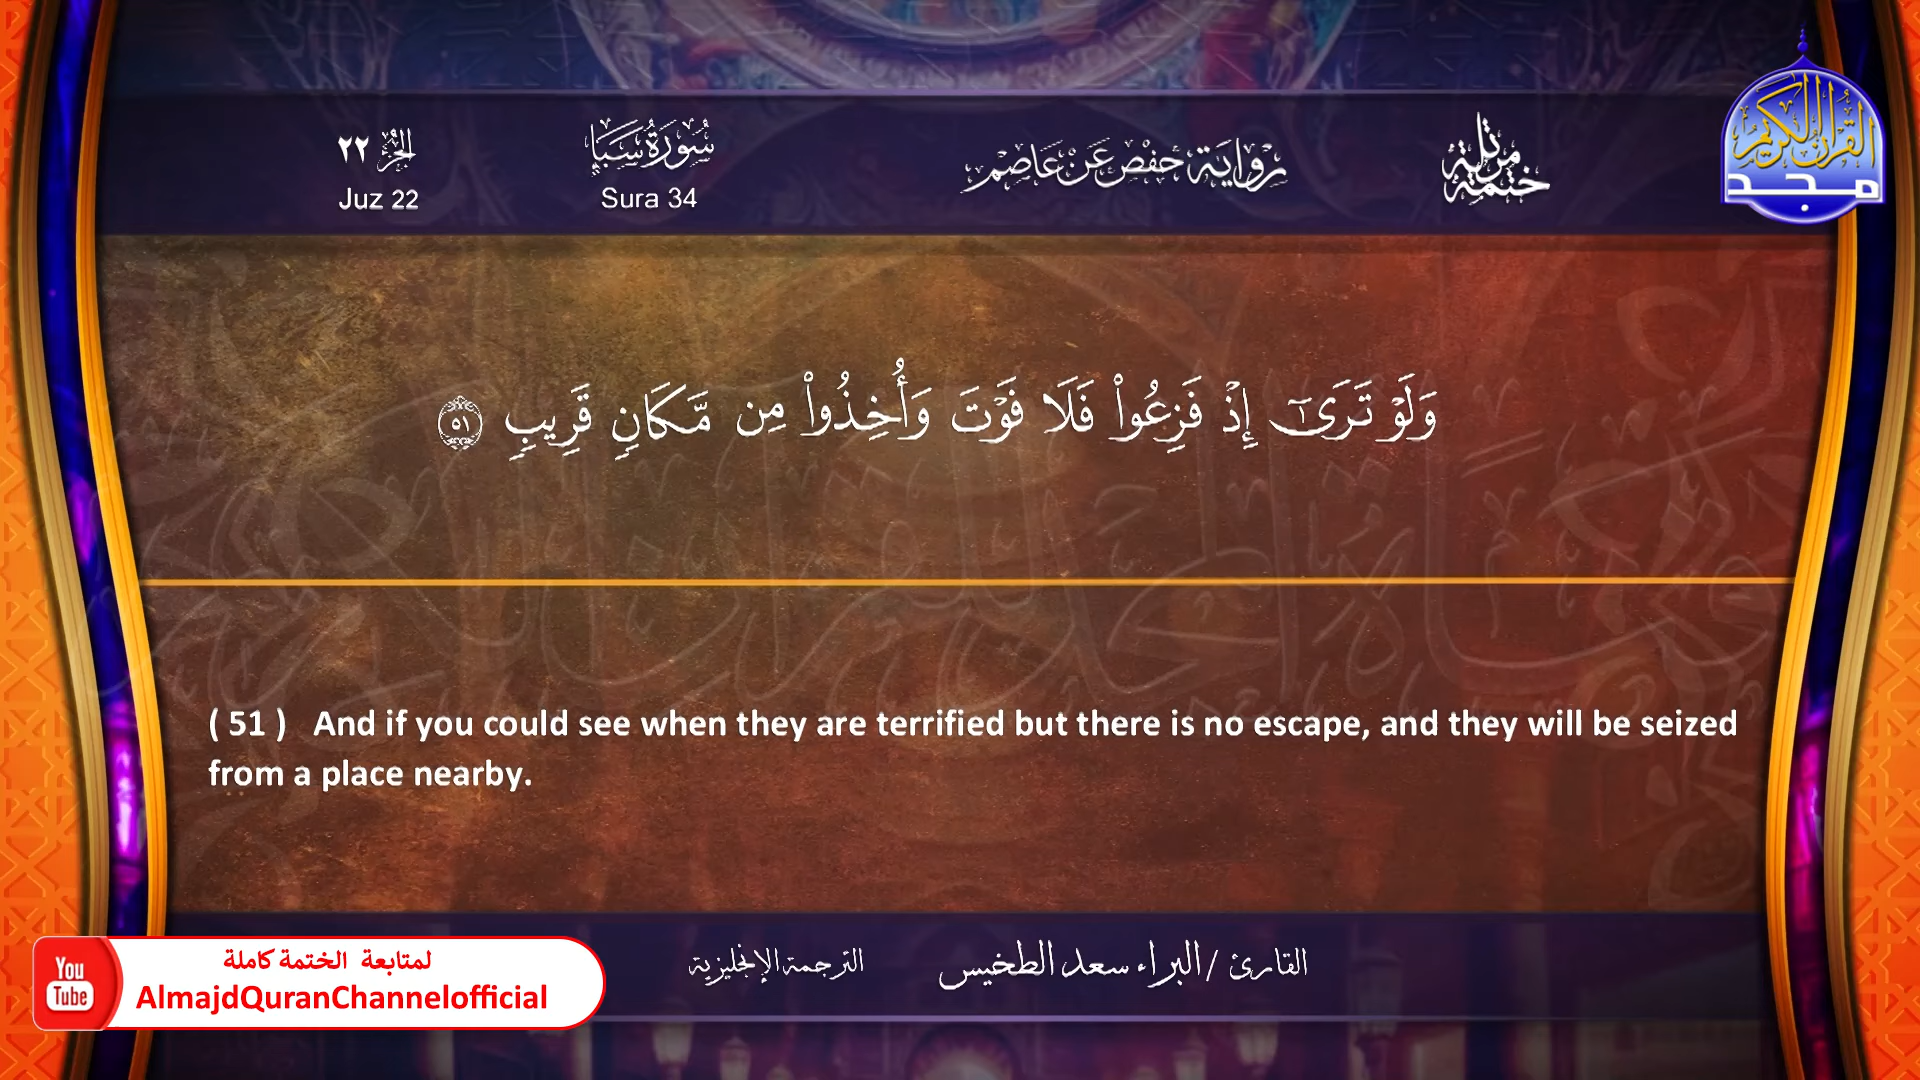 ختمة مرتلة
رواية حفص عن عاصم
سُورَةُ سَبَإٍ
Sura 34
الجزء ٢٢
Juz 22
القرآن الكريم
مجد
وَلَوْ تَرَىٰٓ إِذْ فَزِعُوا۟ فَلَا فَوْتَ وَأُخِذُوا۟ مِن مَّكَانٍ قَرِيبٍ ٥١
( 51 ) And if you could see when they are terrified but there is no escape, and they will be seized
from a place nearby.
القارئ / البراء سعد الطخيس
الترجمة الإنجليزية
You
Tube
لمتابعة الختمة كاملة
AlmajdQuranChannelofficial